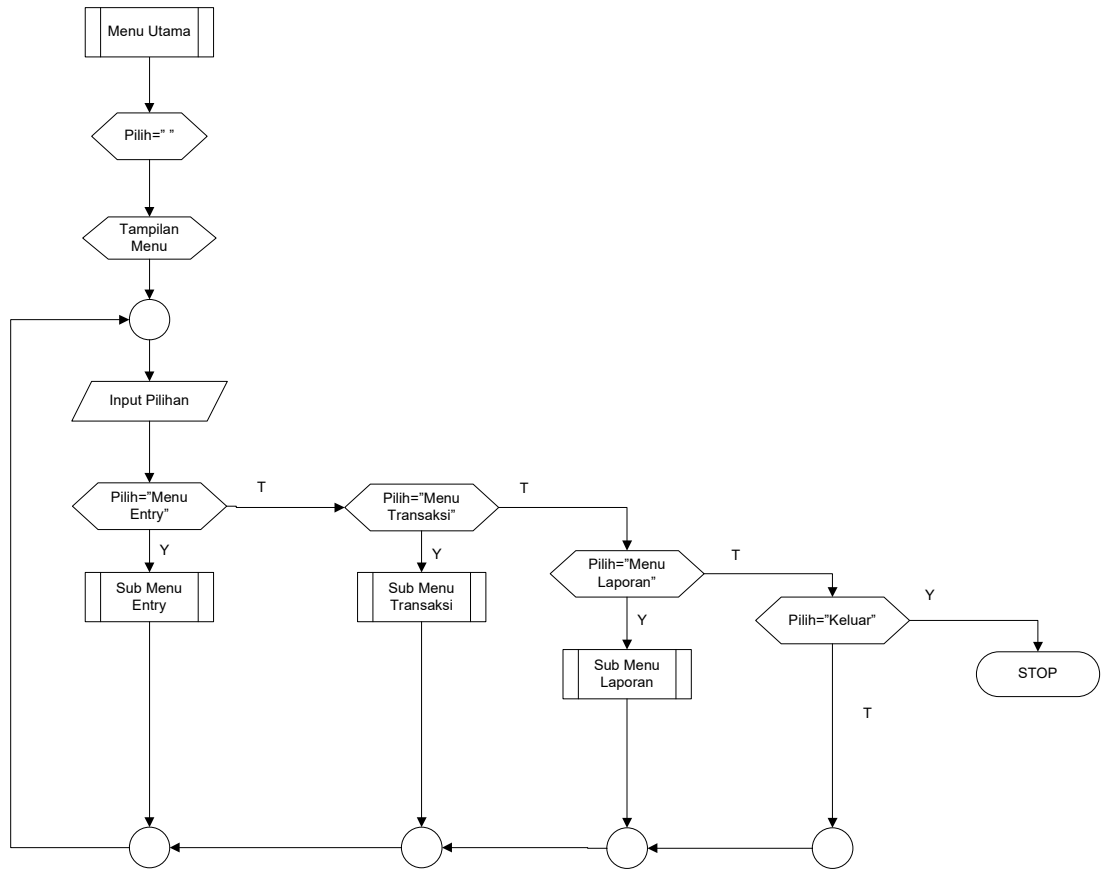 Menu Utama
Pilih=” ”
Tampilan
Menu
Input Pilihan
Pilih=”Menu
Entry”
T
Pilih=”Menu
Transaksi”
T
Y
Sub Menu
Entry
Y
Sub Menu
Transaksi
Pilih=”Menu
Laporan”
T
Y
Sub Menu
Laporan
Pilih=”Keluar”
Y
STOP
T